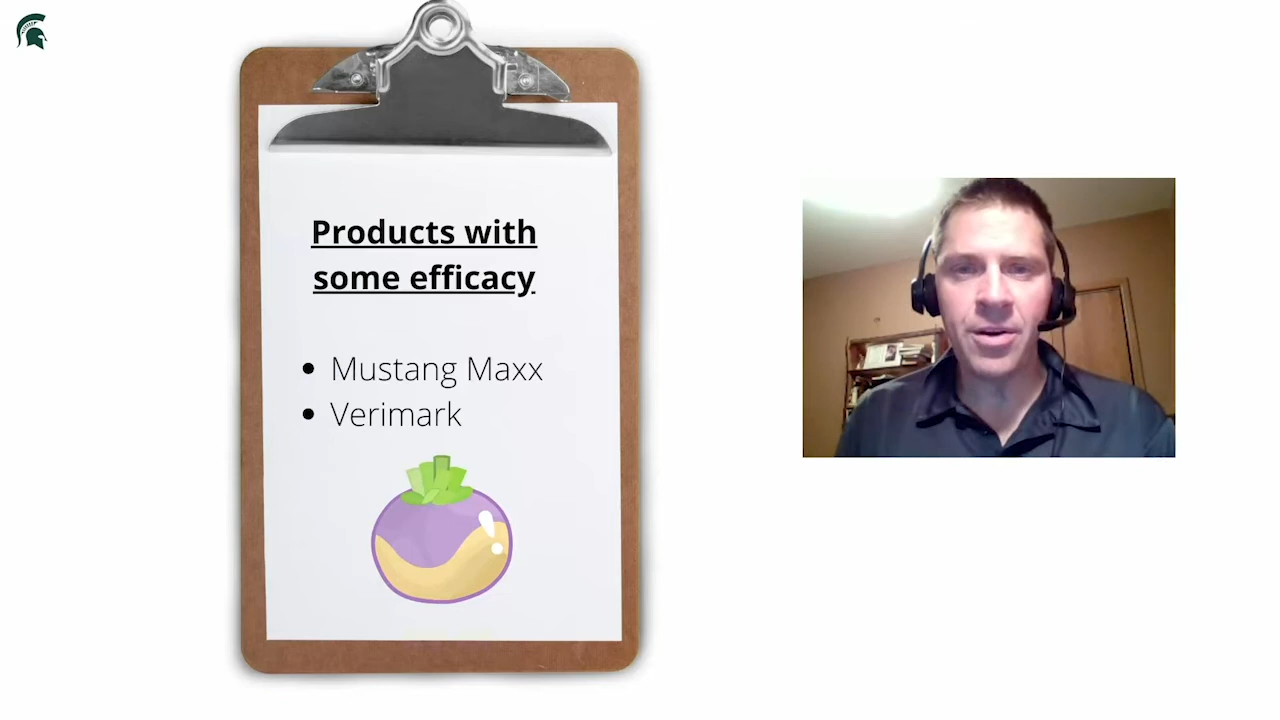 Products with
some efficacy
• Mustang Maxx
• Verimark